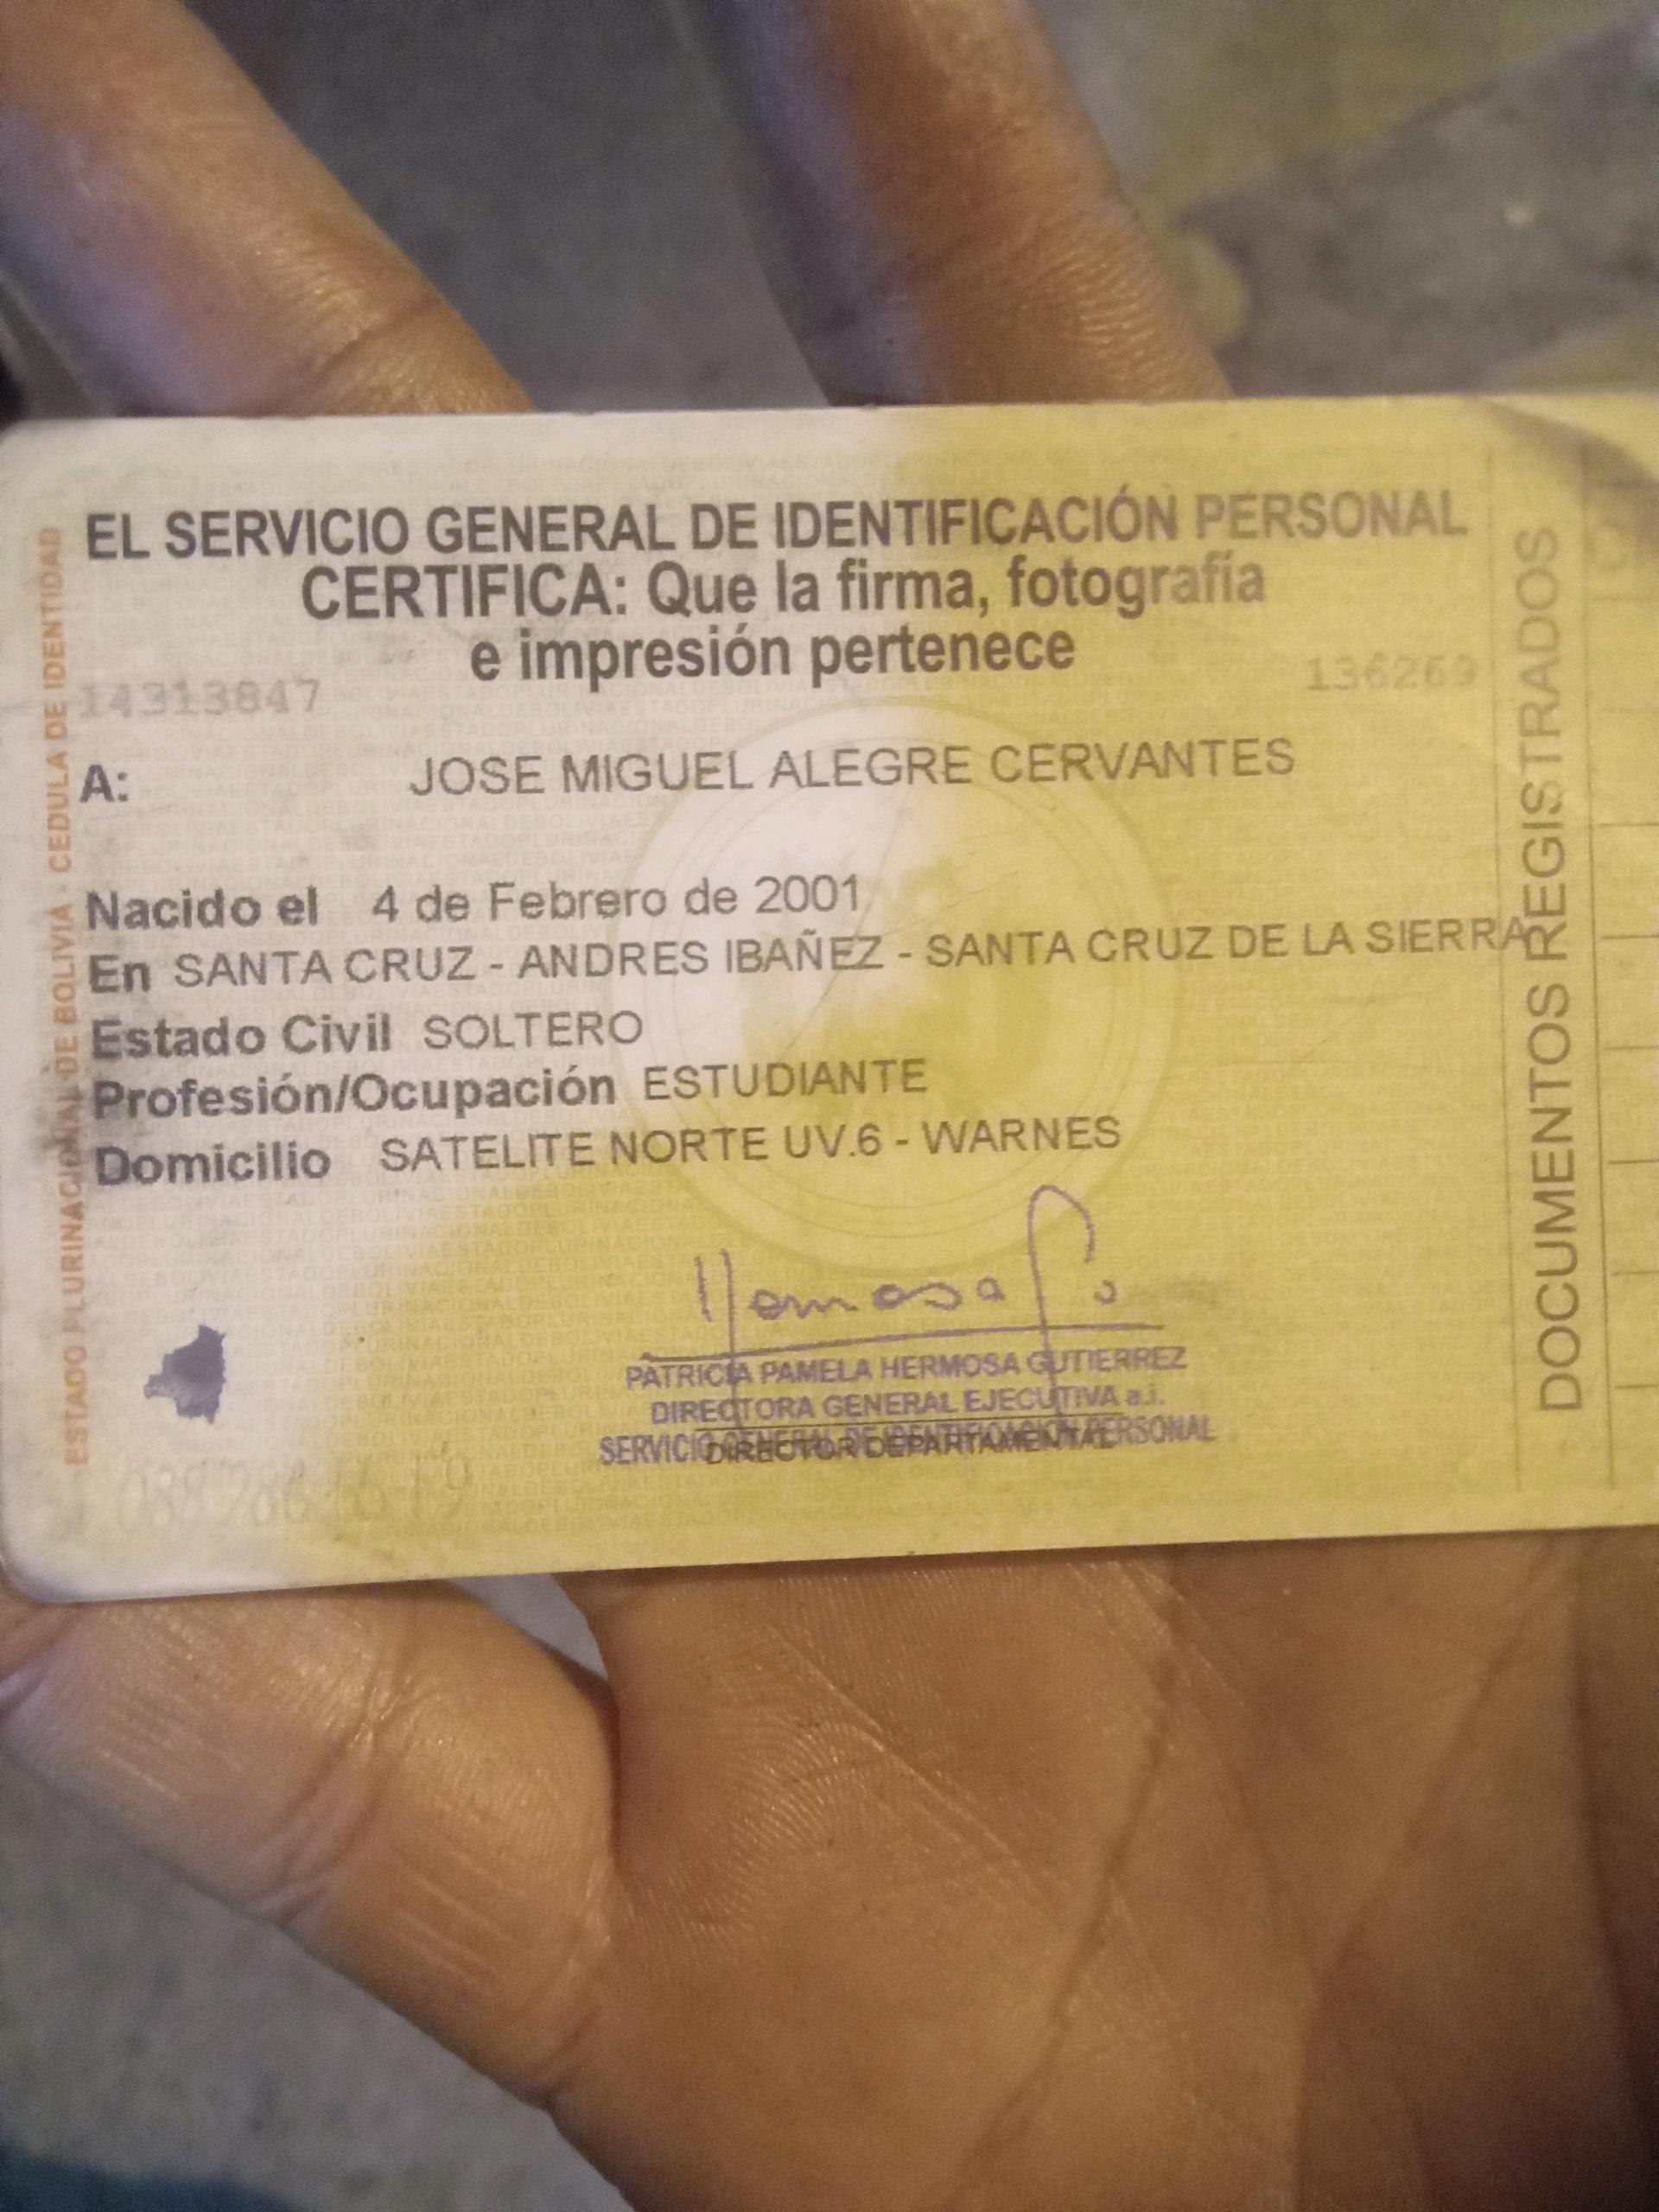 EL SERVICIO GENERAL DE IDENTIFICACIÓN PERSONAL
CERTIFICA: Que la firma, fotografía
e impresión pertenece
14313847
136269
A: JOSE MIGUEL ALEGRE CERVANTES
Nacido el 4 de Febrero de 2001
En SANTA CRUZ - ANDRES IBAÑEZ - SANTA CRUZ DE LA SIERRA
Estado Civil SOLTERO
Profesión/Ocupación ESTUDIANTE
Domicilio SATELITE NORTE UV.6 - WARNES
PATRICIA PAMELA HERMOSA GUTIERREZ
DIRECTORA GENERAL EJECUTIVA a.i.
SERVICIO GENERAL DE IDENTIFICACIÓN PERSONAL
DIRECTOR DEPARTAMENTAL
ESTADO PLURINACIONAL DE BOLIVIA - CEDULA DE IDENTIDAD
DOCUMENTOS REGISTRADOS